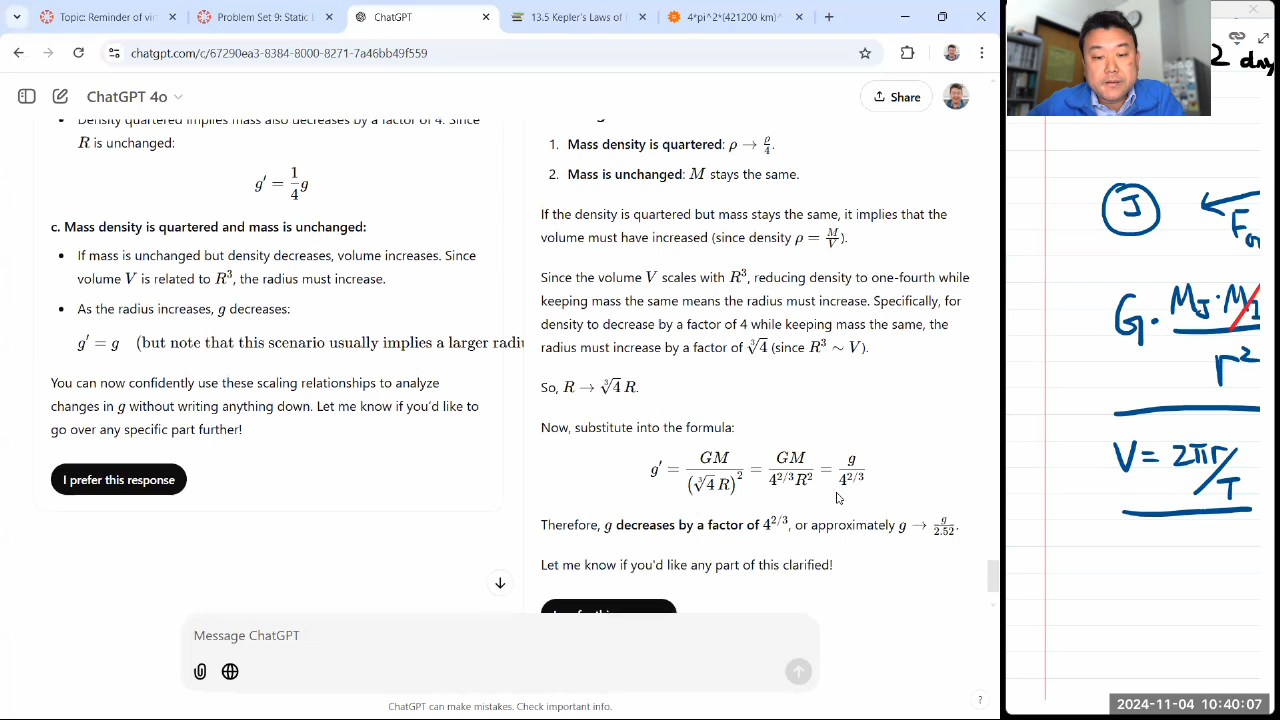 Topic: Reminder of vir
Problem Set 9: Static
ChatGPT
13.5 Kepler's Laws of
4*pi^2*(421800 km)^
chatgpt.com/c/67290ea3-8384-8000-8271-7a46bb49f559
ChatGPT 4o
Share
Density quartered implies mass also decreases by a factor of 4. Since
R is unchanged:
g′ = 1/4 g
c. Mass density is quartered and mass is unchanged:
If mass is unchanged but density decreases, volume increases. Since
volume V is related to R³, the radius must increase.
As the radius increases, g decreases:
g′ = g (but note that this scenario usually implies a larger radiu
You can now confidently use these scaling relationships to analyze
changes in g without writing anything down. Let me know if you'd like to
go over any specific part further!
I prefer this response
1. Mass density is quartered: ρ → ρ/4.
2. Mass is unchanged: M stays the same.
If the density is quartered but mass stays the same, it implies that the
volume must have increased (since density ρ = M/V).
Since the volume V scales with R³, reducing density to one-fourth while
keeping mass the same means the radius must increase. Specifically, for
density to decrease by a factor of 4 while keeping mass the same, the
radius must increase by a factor of ∛4 (since R³ ∼ V).
So, R → ∛4 R.
Now, substitute into the formula:
g′ = GM/(∛4 R)² = GM/4^{2/3}R² = g/4^{2/3}
Therefore, g decreases by a factor of 4^{2/3}, or approximately g → g/2.52.
Let me know if you'd like any part of this clarified!
Message ChatGPT
ChatGPT can make mistakes. Check important info.
?
2 day
J
F_G
G · M_J · M_I
r²
V = 2πr/T
2024-11-04 10:40:07